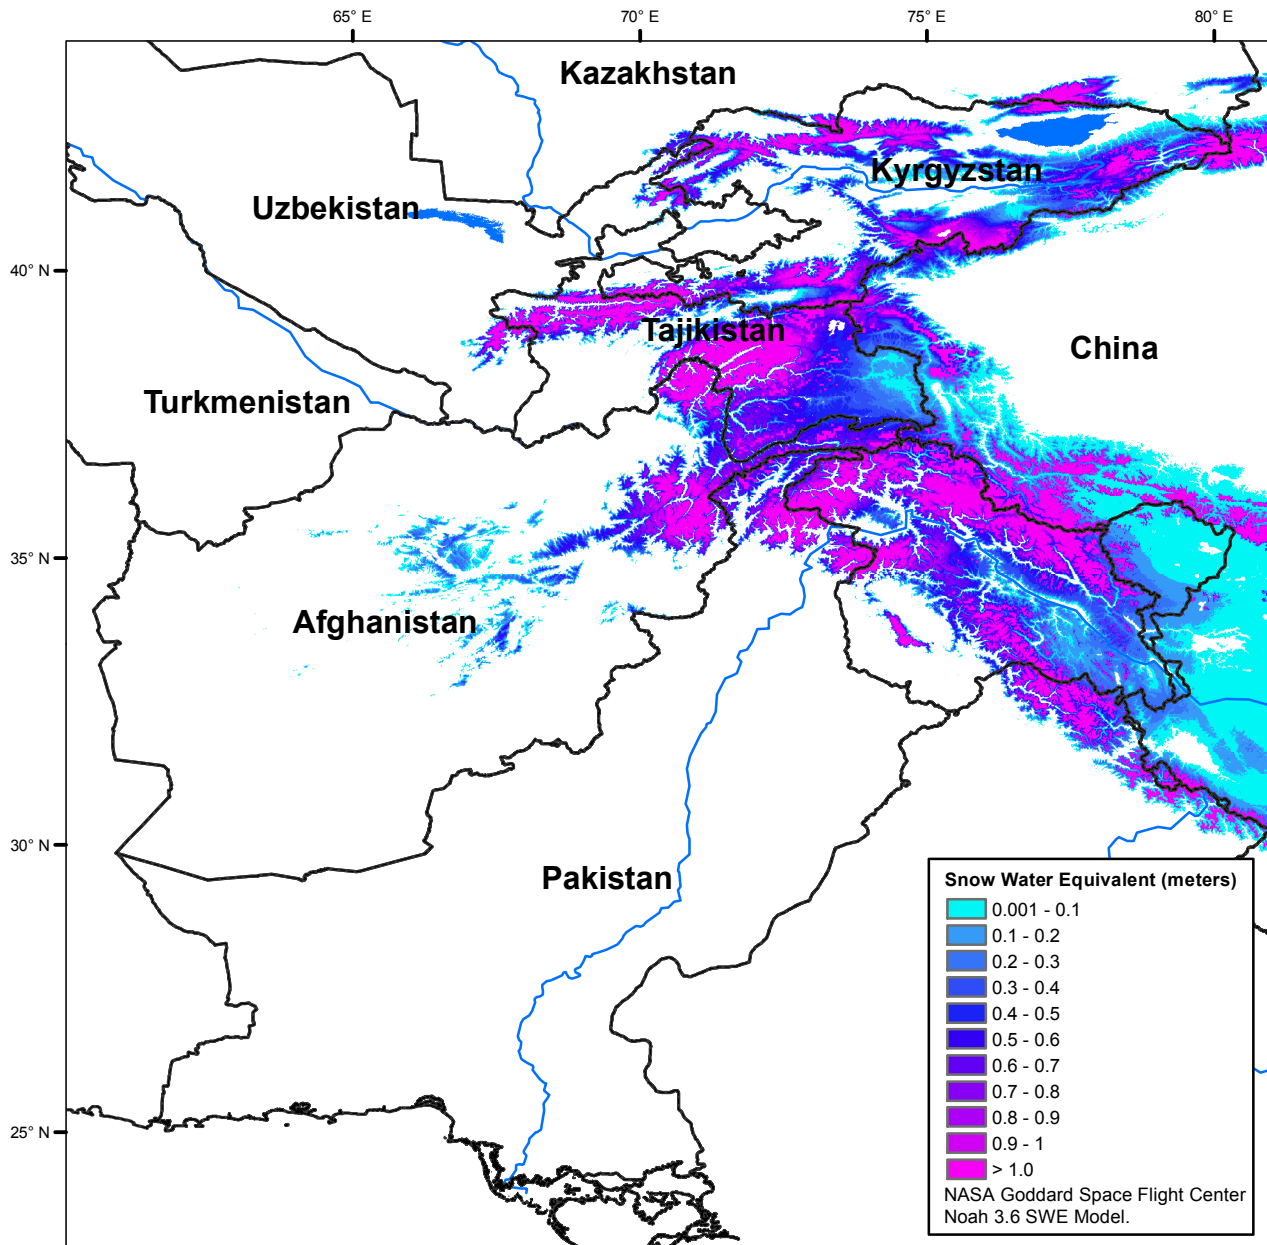 65° E
70° E
75° E
80° E
Kazakhstan
Kyrgyzstan
Uzbekistan
40° N
Tajikistan
China
Turkmenistan
35° N
Afghanistan
30° N
Pakistan
Snow Water Equivalent (meters)
0.001 - 0.1
0.1 - 0.2
0.2 - 0.3
0.3 - 0.4
0.4 - 0.5
0.5 - 0.6
0.6 - 0.7
0.7 - 0.8
0.8 - 0.9
0.9 - 1
> 1.0
NASA Goddard Space Flight Center
Noah 3.6 SWE Model.
25° N